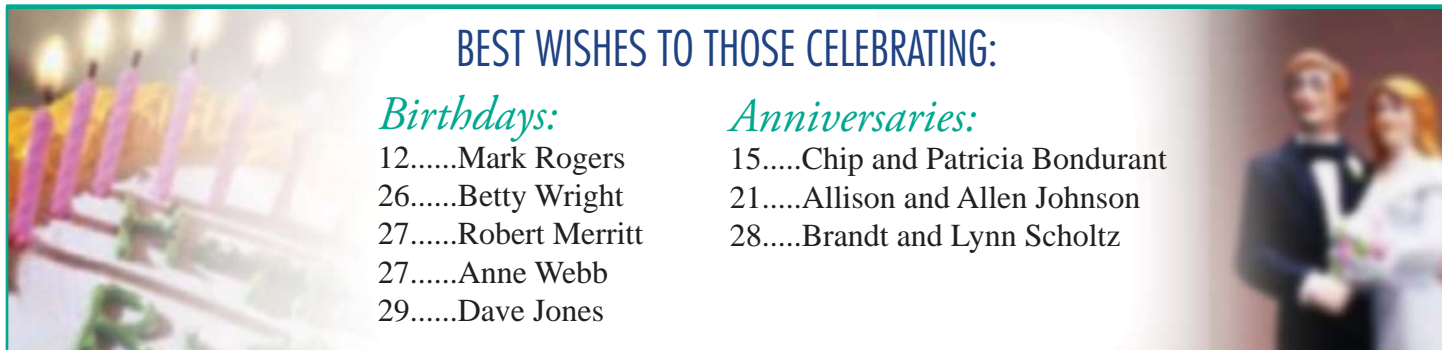 BEST WISHES TO THOSE CELEBRATING:
Birthdays:
12......Mark Rogers
26......Betty Wright
27......Robert Merritt
27......Anne Webb
29......Dave Jones
Anniversaries:
15.....Chip and Patricia Bondurant
21.....Allison and Allen Johnson
28.....Brandt and Lynn Scholtz